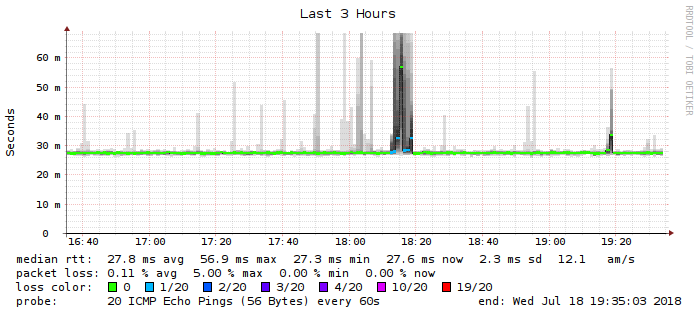 Last 3 Hours
RRDTOOL / TOBI OETIKER
Seconds
60 m
50 m
40 m
30 m
20 m
10 m
0
16:40 17:00 17:20 17:40 18:00 18:20 18:40 19:00 19:20
median rtt: 27.8 ms avg 56.9 ms max 27.3 ms min 27.6 ms now 2.3 ms sd 12.1 am/s
packet loss: 0.11 % avg 5.00 % max 0.00 % min 0.00 % now
loss color: 0 1/20 2/20 3/20 4/20 10/20 19/20
probe: 20 ICMP Echo Pings (56 Bytes) every 60s end: Wed Jul 18 19:35:03 2018